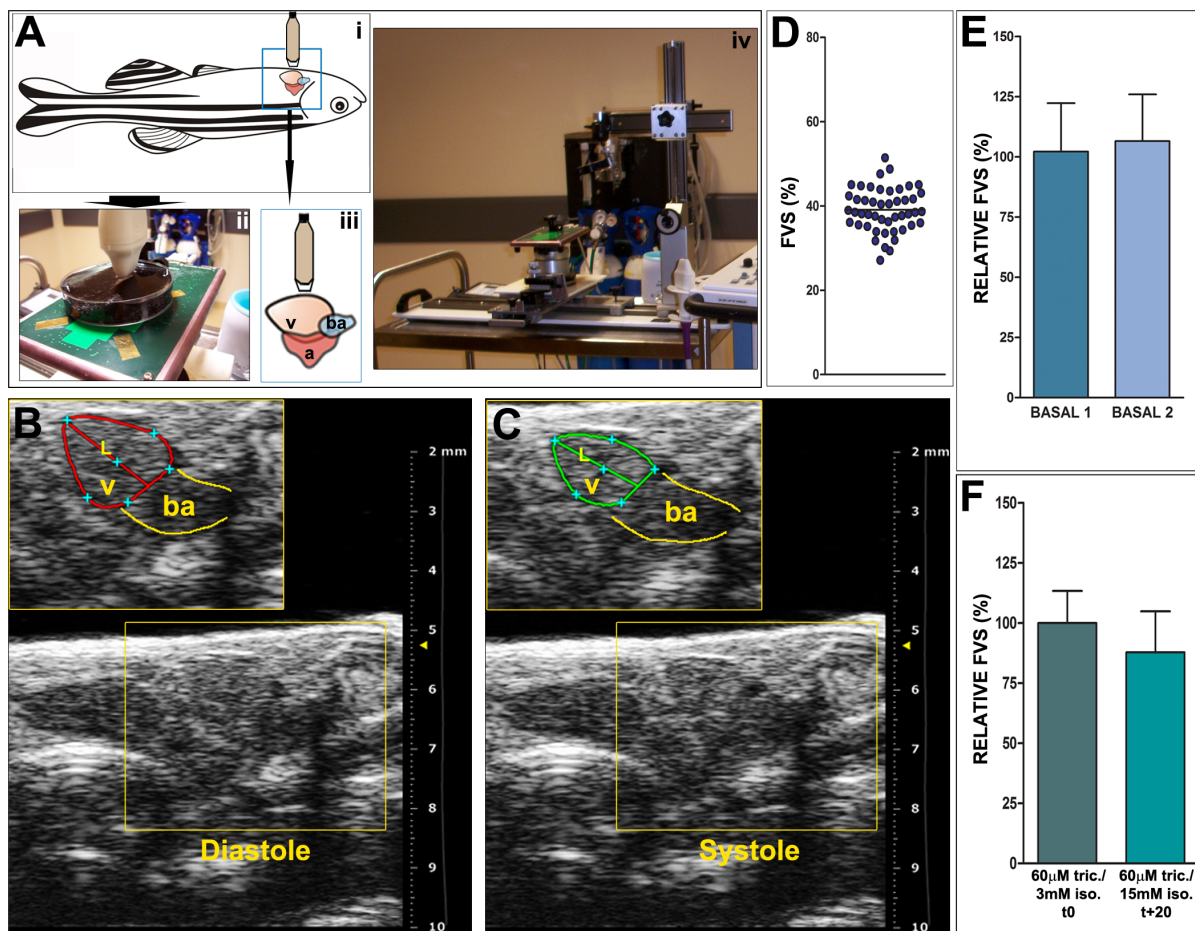 A
i
ii
iii
v
ba
a
iv
D
80
60
40
20
0
FVS (%)
E
150
125
100
75
50
25
0
RELATIVE FVS (%)
BASAL 1
BASAL 2
B
L
v
ba
2 mm
3
4
5
6
7
8
9
10
Diastole
C
L
v
ba
2 mm
3
4
5
6
7
8
9
10
Systole
F
150
125
100
75
50
25
0
RELATIVE FVS (%)
60μM tric./
3mM iso.
t0
60μM tric./
15mM iso.
t+20